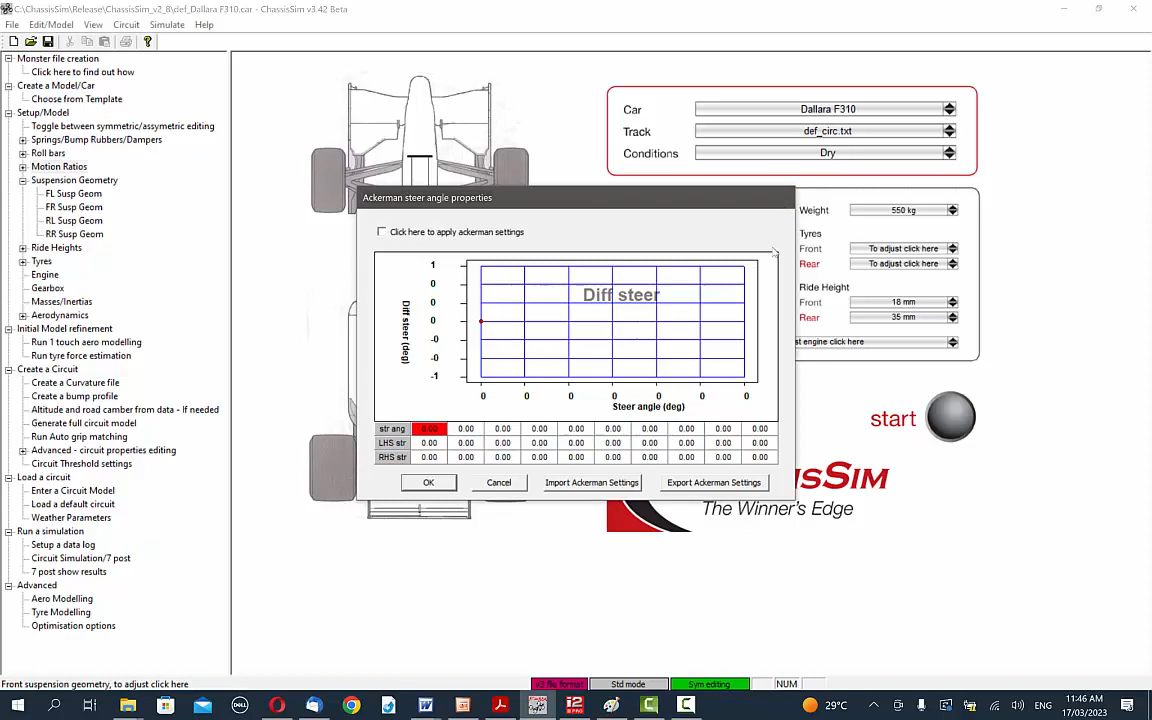 C:\ChassisSim\Release\ChassSim_v2_8\def_Dallara F310.car - ChassisSim v3.42 Beta
File Edit/Model View Circuit Simulate Help
Monster file creation
Click here to find out how
Create a Model/Car
Choose from Template
Setup/Model
Toggle between symmetric/assymetric editing
Springs/Bump Rubbers/Dampers
Roll bars
Motion Ratios
Suspension Geometry
FL Susp Geom
FR Susp Geom
RL Susp Geom
RR Susp Geom
Ride Heights
Tyres
Engine
Gearbox
Masses/Inertias
Aerodynamics
Initial Model refinement
Run 1 touch aero modelling
Run tyre force estimation
Create a Circuit
Create a Curvature file
Create a bump profile
Altitude and road camber from data - If needed
Generate full circuit model
Run Auto grip matching
Advanced - circuit properties editing
Circuit Threshold settings
Load a circuit
Enter a Circuit Model
Load a default circuit
Weather Parameters
Run a simulation
Setup a data log
Circuit Simulation/7 post
7 post show results
Advanced
Aero Modelling
Tyre Modelling
Optimisation options
Car Dallara F310
Track def_circ.txt
Conditions Dry
Weight 550 kg
Tyres
Front To adjust click here
Rear To adjust click here
Ride Height
Front 18 mm
Rear 35 mm
st engine click here
start
ssisSim
The Winner's Edge
Ackerman steer angle properties
Click here to apply ackerman settings
Diff steer
Diff steer (deg)
1
0
0
0
-0
-0
-1
0 0 0 0 0 0 0
Steer angle (deg)
str ang 0.00 0.00 0.00 0.00 0.00 0.00 0.00 0.00 0.00 0.00
LHS str 0.00 0.00 0.00 0.00 0.00 0.00 0.00 0.00 0.00 0.00
RHS str 0.00 0.00 0.00 0.00 0.00 0.00 0.00 0.00 0.00 0.00
OK Cancel Import Ackerman Settings Export Ackerman Settings
Front suspension geometry, to adjust click here
v3 file format Std mode Sym editing NUM
29°C ENG 11:46 AM
17/03/2023